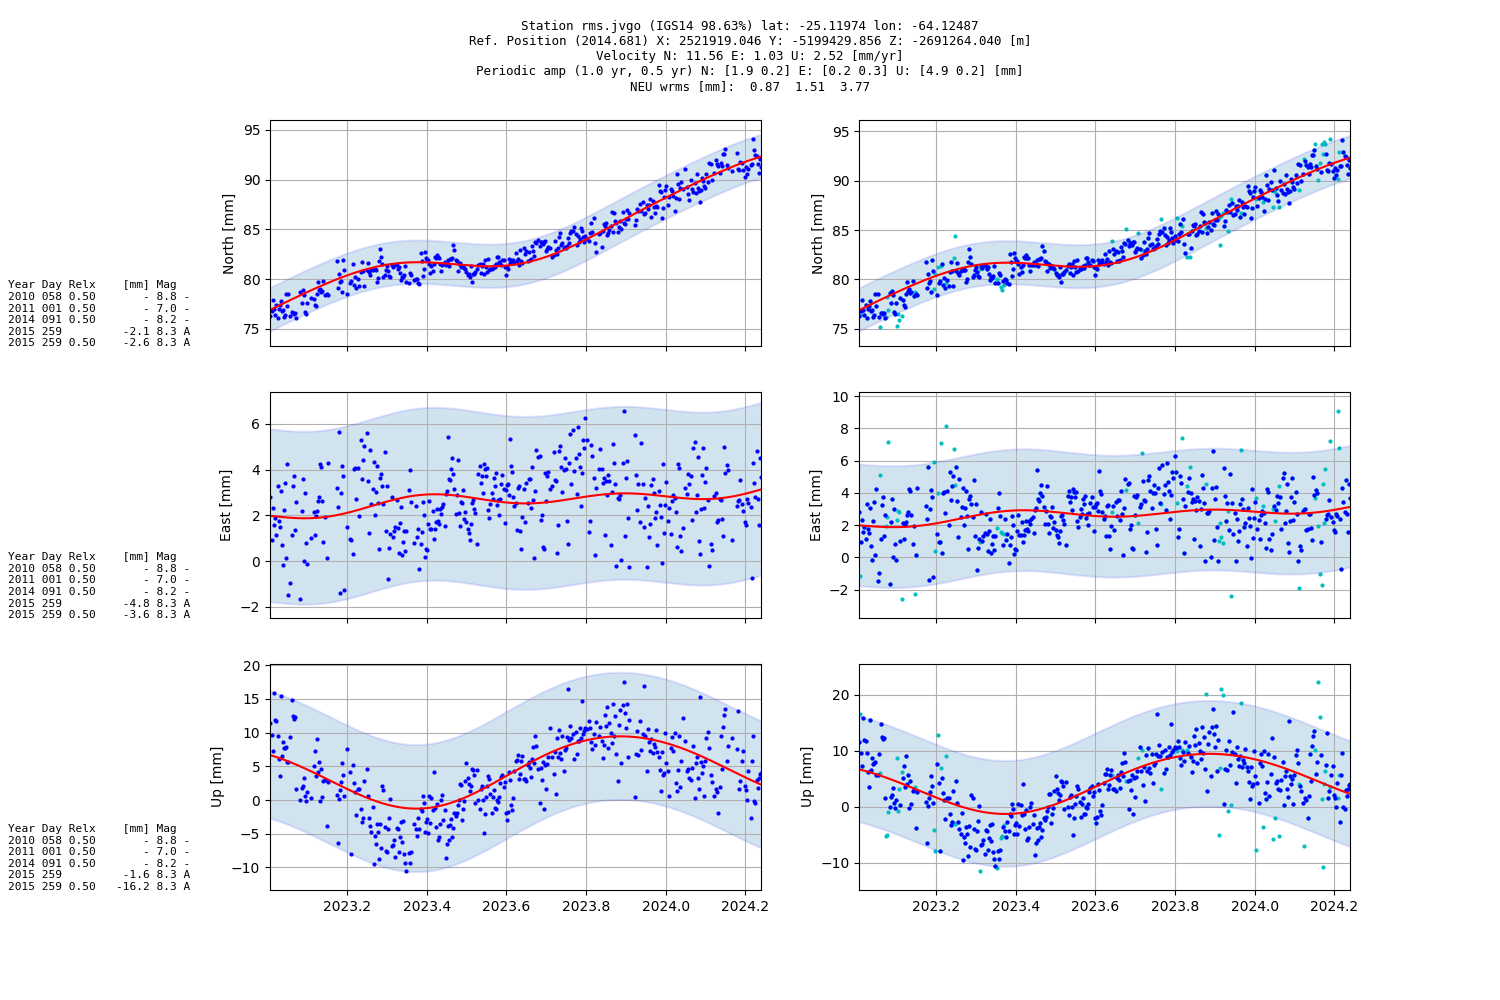 Station rms.jvgo (IGS14 98.63%) lat: -25.11974 lon: -64.12487
Ref. Position (2014.681) X: 2521919.046 Y: -5199429.856 Z: -2691264.040 [m]
Velocity N: 11.56 E: 1.03 U: 2.52 [mm/yr]
Periodic amp (1.0 yr, 0.5 yr) N: [1.9 0.2] E: [0.2 0.3] U: [4.9 0.2] [mm]
NEU wrms [mm]:  0.87  1.51  3.77
Year Day Relx    [mm] Mag
2010 058 0.50       - 8.8 -
2011 001 0.50       - 7.0 -
2014 091 0.50       - 8.2 -
2015 259         -2.1 8.3 A
2015 259 0.50    -2.6 8.3 A
North [mm]
95
90
85
80
75
North [mm]
95
90
85
80
75
Year Day Relx    [mm] Mag
2010 058 0.50       - 8.8 -
2011 001 0.50       - 7.0 -
2014 091 0.50       - 8.2 -
2015 259         -4.8 8.3 A
2015 259 0.50    -3.6 8.3 A
East [mm]
6
4
2
0
−2
East [mm]
10
8
6
4
2
0
−2
Year Day Relx    [mm] Mag
2010 058 0.50       - 8.8 -
2011 001 0.50       - 7.0 -
2014 091 0.50       - 8.2 -
2015 259         -1.6 8.3 A
2015 259 0.50   -16.2 8.3 A
Up [mm]
20
15
10
5
0
−5
−10
2023.2 2023.4 2023.6 2023.8 2024.0 2024.2
Up [mm]
20
10
0
−10
2023.2 2023.4 2023.6 2023.8 2024.0 2024.2